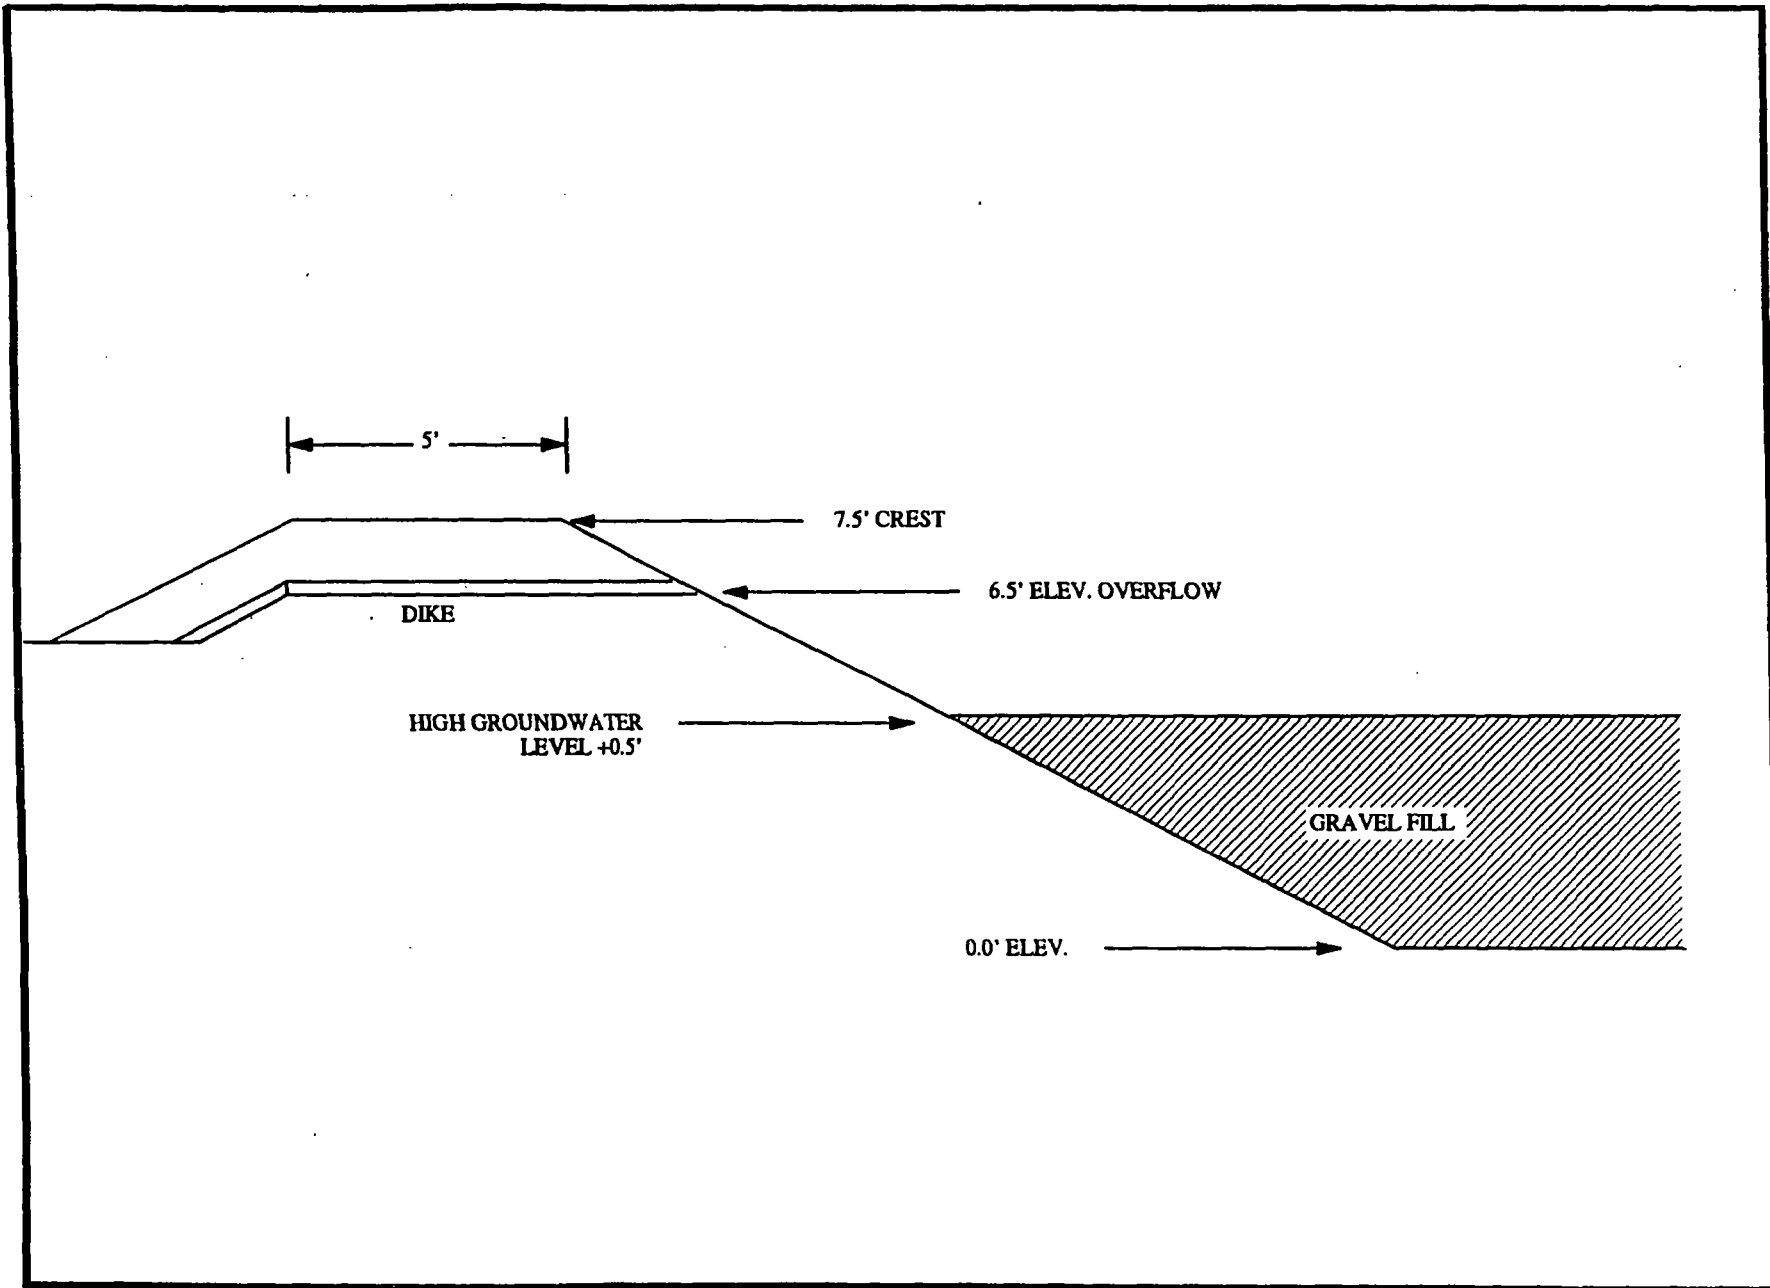 5'
7.5' CREST
6.5' ELEV. OVERFLOW
DIKE
HIGH GROUNDWATER
LEVEL +0.5'
GRAVEL FILL
0.0' ELEV.